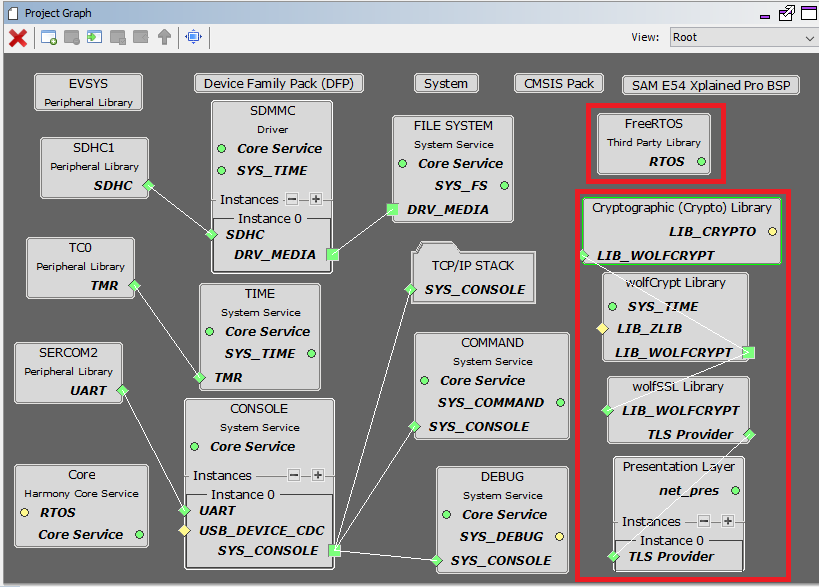 Project Graph
View: Root
EVSYS
Peripheral Library
Device Family Pack (DFP)
System
CMSIS Pack
SAM E54 Xplained Pro BSP
SDHC1
Peripheral Library
SDHC
SDMMC
Driver
Core Service
SYS_TIME
Instances
Instance 0
SDHC
DRV_MEDIA
FILE SYSTEM
System Service
Core Service
SYS_FS
DRV_MEDIA
FreeRTOS
Third Party Library
RTOS
Cryptographic (Crypto) Library
LIB_CRYPTO
LIB_WOLFCRYPT
TC0
Peripheral Library
TMR
TIME
System Service
Core Service
SYS_TIME
TMR
TCP/IP STACK
SYS_CONSOLE
wolfCrypt Library
SYS_TIME
LIB_ZLIB
LIB_WOLFCRYPT
SERCOM2
Peripheral Library
UART
COMMAND
System Service
Core Service
SYS_COMMAND
SYS_CONSOLE
wolfSSL Library
LIB_WOLFCRYPT
TLS Provider
CONSOLE
System Service
Core Service
Instances
Instance 0
UART
USB_DEVICE_CDC
SYS_CONSOLE
Core
Harmony Core Service
RTOS
Core Service
DEBUG
System Service
Core Service
SYS_DEBUG
SYS_CONSOLE
Presentation Layer
net_pres
Instances
Instance 0
TLS Provider